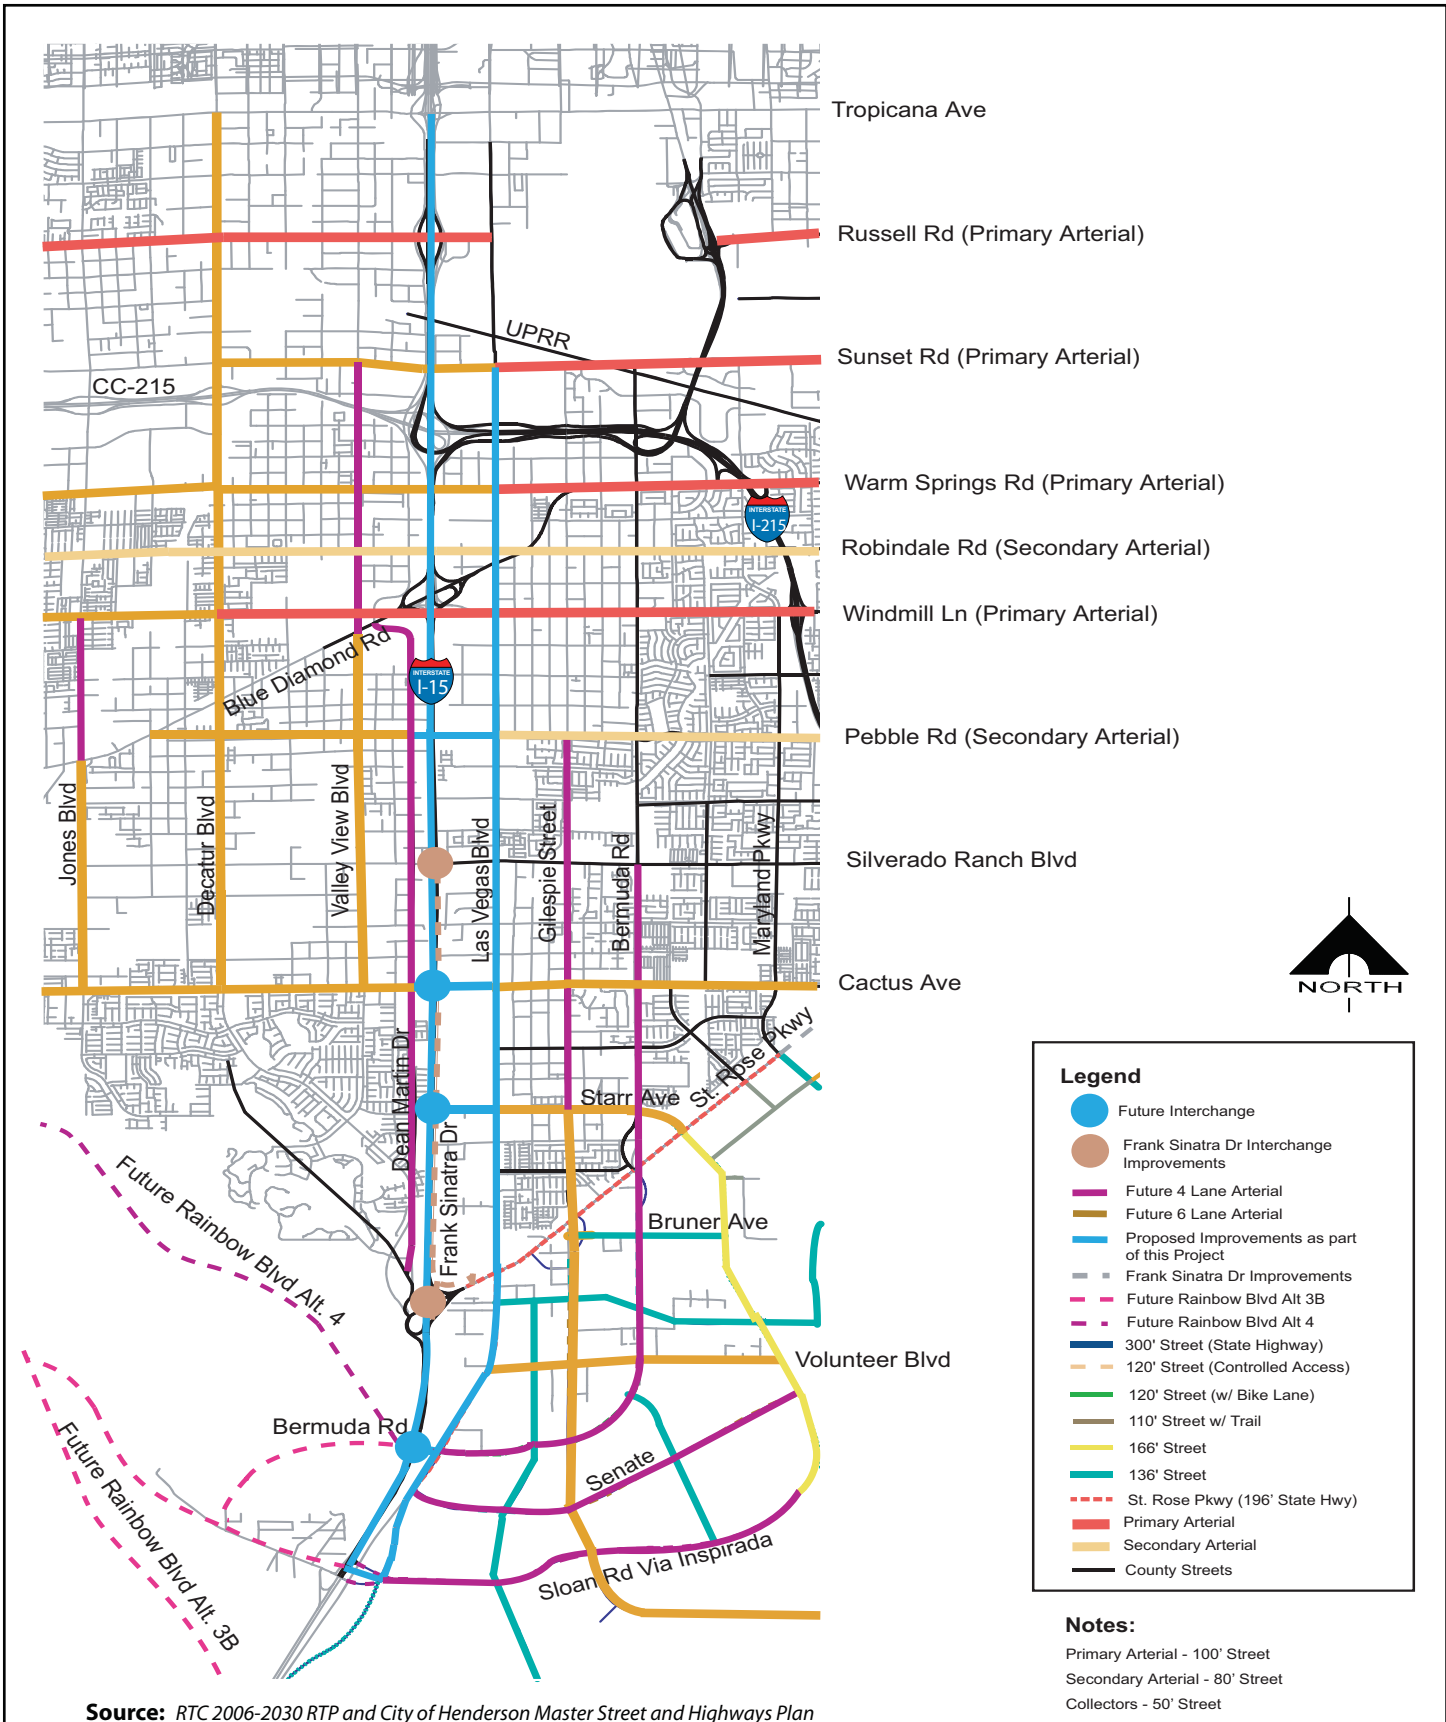 Tropicana Ave
Russell Rd (Primary Arterial)
UPRR
Sunset Rd (Primary Arterial)
CC-215
Warm Springs Rd (Primary Arterial)
INTERSTATE
I-215
Robindale Rd (Secondary Arterial)
Windmill Ln (Primary Arterial)
Blue Diamond Rd
INTERSTATE
I-15
Pebble Rd (Secondary Arterial)
Jones Blvd
Decatur Blvd
Valley View Blvd
Las Vegas Blvd
Gilespie Street
Bermuda Rd
Maryland Pkwy
Silverado Ranch Blvd
Cactus Ave
NORTH
Dean Martin Dr
Frank Sinatra Dr
Starr Ave
St. Rose Pkwy
Future Rainbow Blvd Alt. 4
Bruner Ave
Volunteer Blvd
Bermuda Rd
Future Rainbow Blvd Alt. 3B
Senate
Sloan Rd Via Inspirada
Legend
Future Interchange
Frank Sinatra Dr Interchange
Improvements
Future 4 Lane Arterial
Future 6 Lane Arterial
Proposed Improvements as part
of this Project
Frank Sinatra Dr Improvements
Future Rainbow Blvd Alt 3B
Future Rainbow Blvd Alt 4
300' Street (State Highway)
120' Street (Controlled Access)
120' Street (w/ Bike Lane)
110' Street w/ Trail
166' Street
136' Street
St. Rose Pkwy (196' State Hwy)
Primary Arterial
Secondary Arterial
County Streets
Notes:
Primary Arterial - 100' Street
Secondary Arterial - 80' Street
Collectors - 50' Street
Source: RTC 2006-2030 RTP and City of Henderson Master Street and Highways Plan